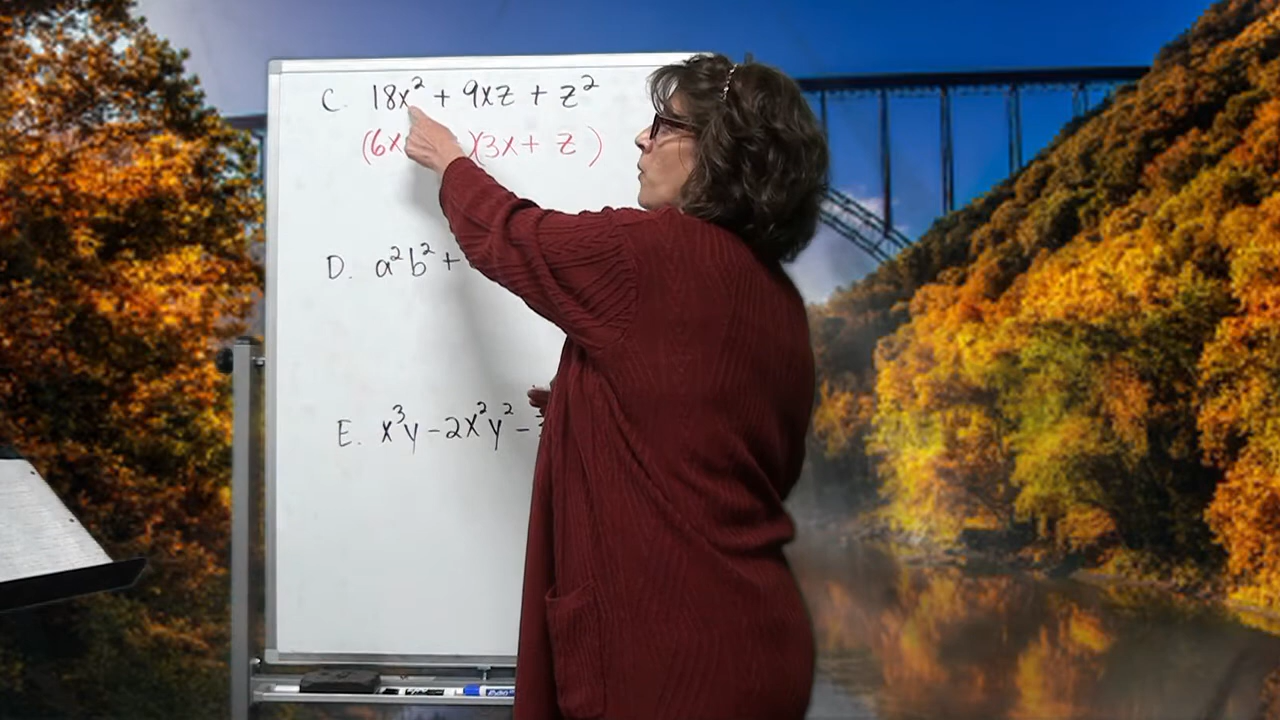 C. 18x² + 9xz + z²
(6x )(3x + z )
D. a²b² +
E. x³y - 2x²y² -